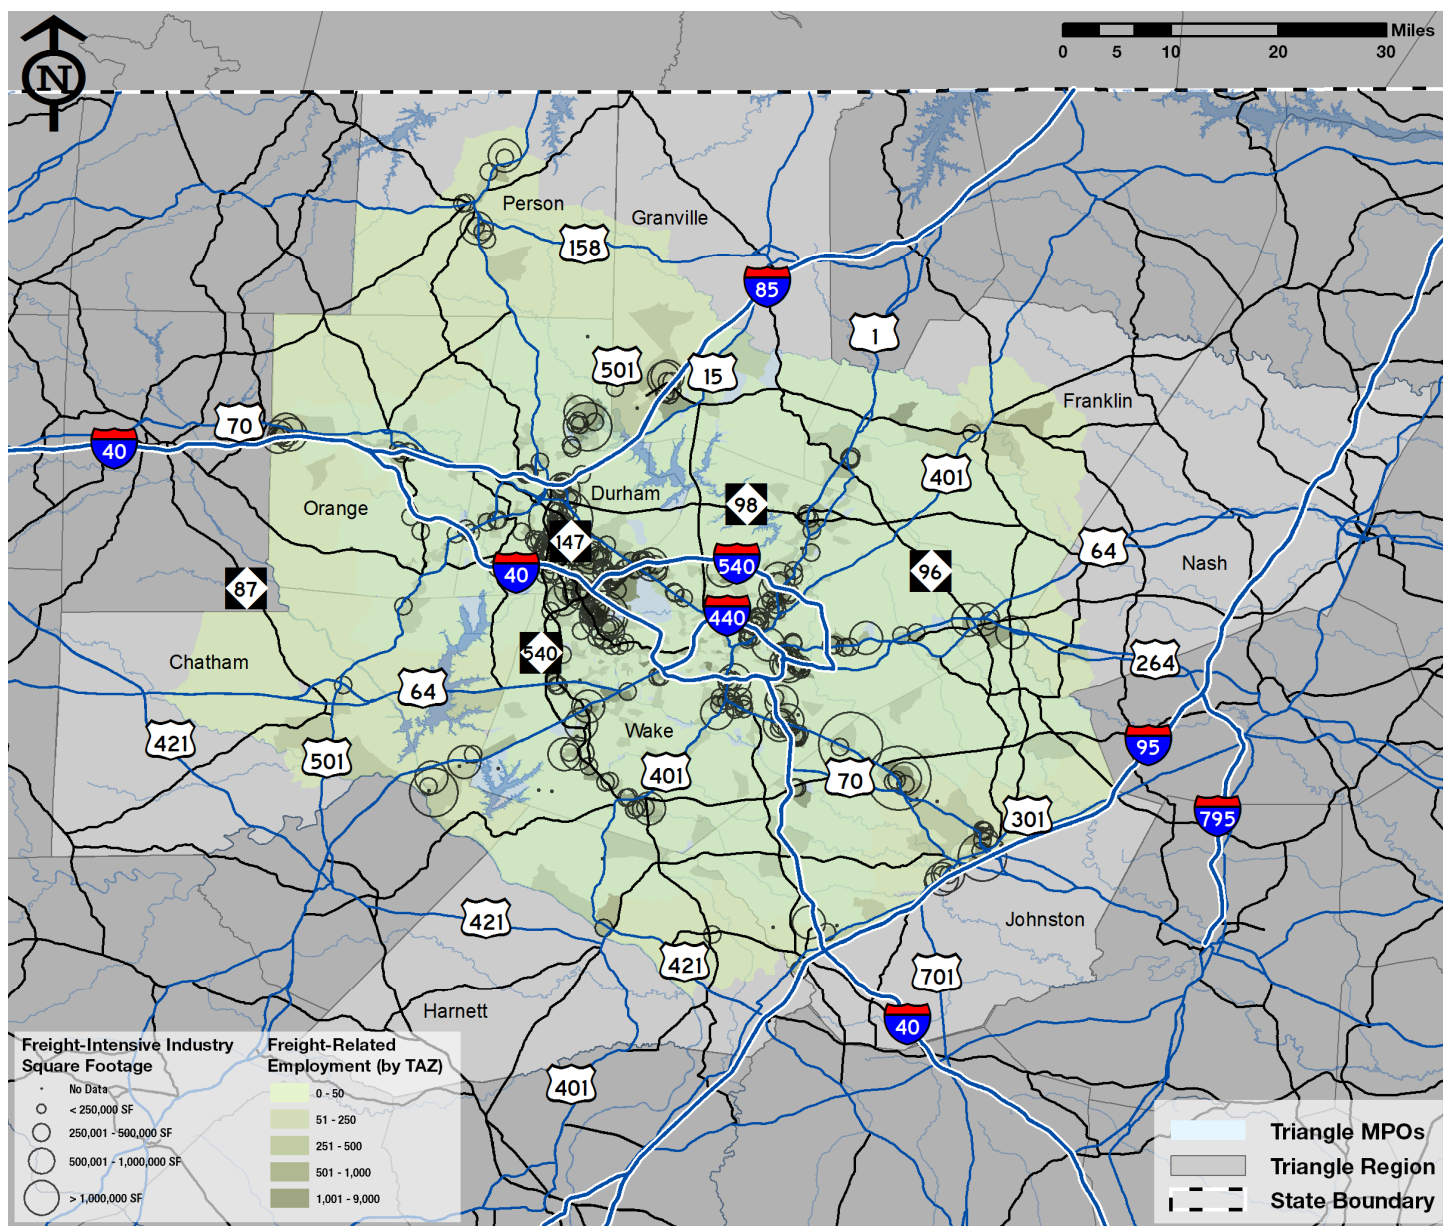 N
Miles
0 5 10 20 30
Person
Granville
158
85
1
501
15
Franklin
70
40
401
Orange
Durham
98
147
64
Nash
40
540
96
87
440
540
Chatham
264
64
421
Wake
501
401
70
95
301
795
421
Johnston
421
701
Harnett
40
401
Freight-Intensive Industry
Square Footage
No Data
< 250,000 SF
250,001 - 500,000 SF
500,001 - 1,000,000 SF
> 1,000,000 SF
Freight-Related
Employment (by TAZ)
0 - 50
51 - 250
251 - 500
501 - 1,000
1,001 - 9,000
Triangle MPOs
Triangle Region
State Boundary